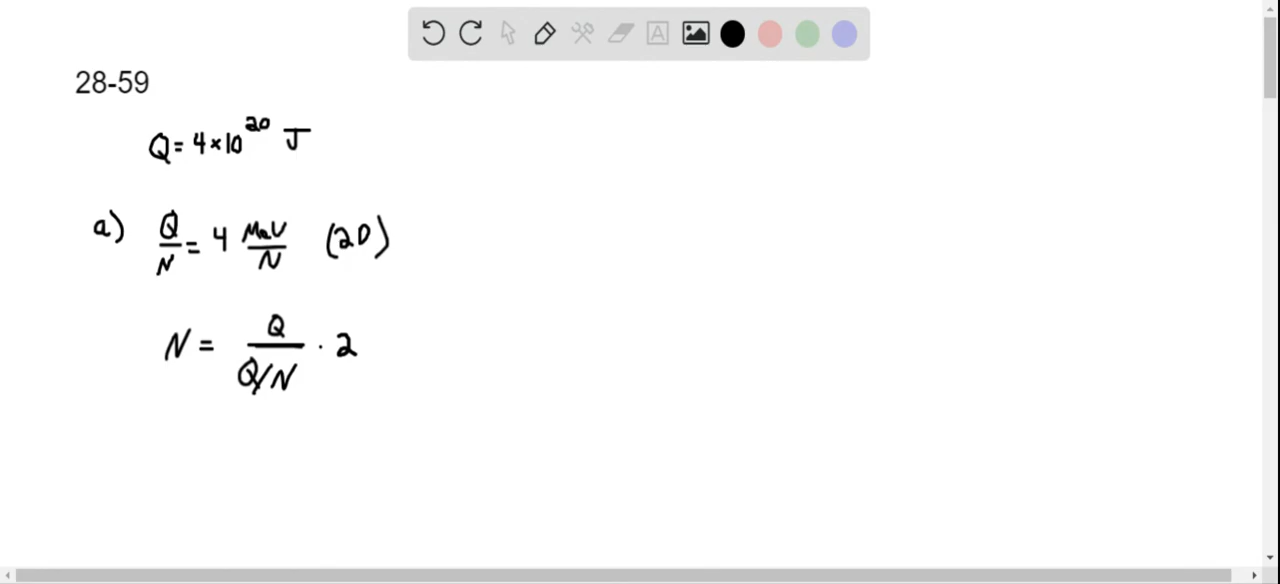 28-59
Q = 4×10^20 J
a) Q/N = 4 MeV/N (2D)
N = Q/(Q/N) · 2
A